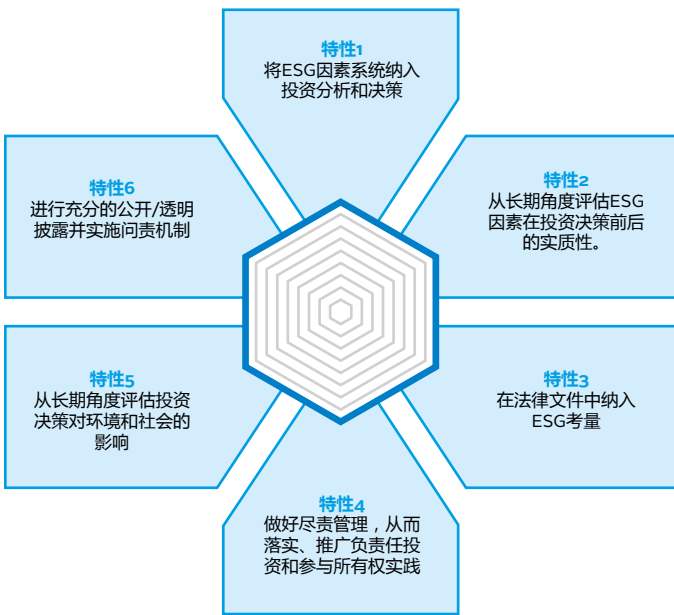 特性1
将ESG因素系统纳入
投资分析和决策
特性2
从长期角度评估ESG
因素在投资决策前后
的实质性。
特性3
在法律文件中纳入
ESG考量
特性4
做好尽责管理，从而
落实、推广负责任投
资和参与所有权实践
特性5
从长期角度评估投资
决策对环境和社会的
影响
特性6
进行充分的公开/透明
披露并实施问责机制